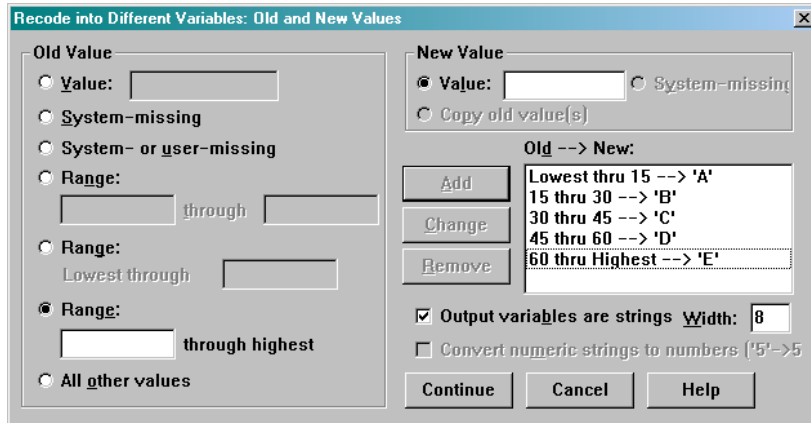 Recode into Different Variables: Old and New Values
Old Value
Value:
System-missing
System- or user-missing
Range:
through
Range:
Lowest through
Range:
through highest
All other values
New Value
Value:
System-missing
Copy old value(s)
Old --> New:
Add
Change
Remove
Lowest thru 15 --> 'A'
15 thru 30 --> 'B'
30 thru 45 --> 'C'
45 thru 60 --> 'D'
60 thru Highest --> 'E'
Output variables are strings Width: 8
Convert numeric strings to numbers ('5'->5
Continue
Cancel
Help